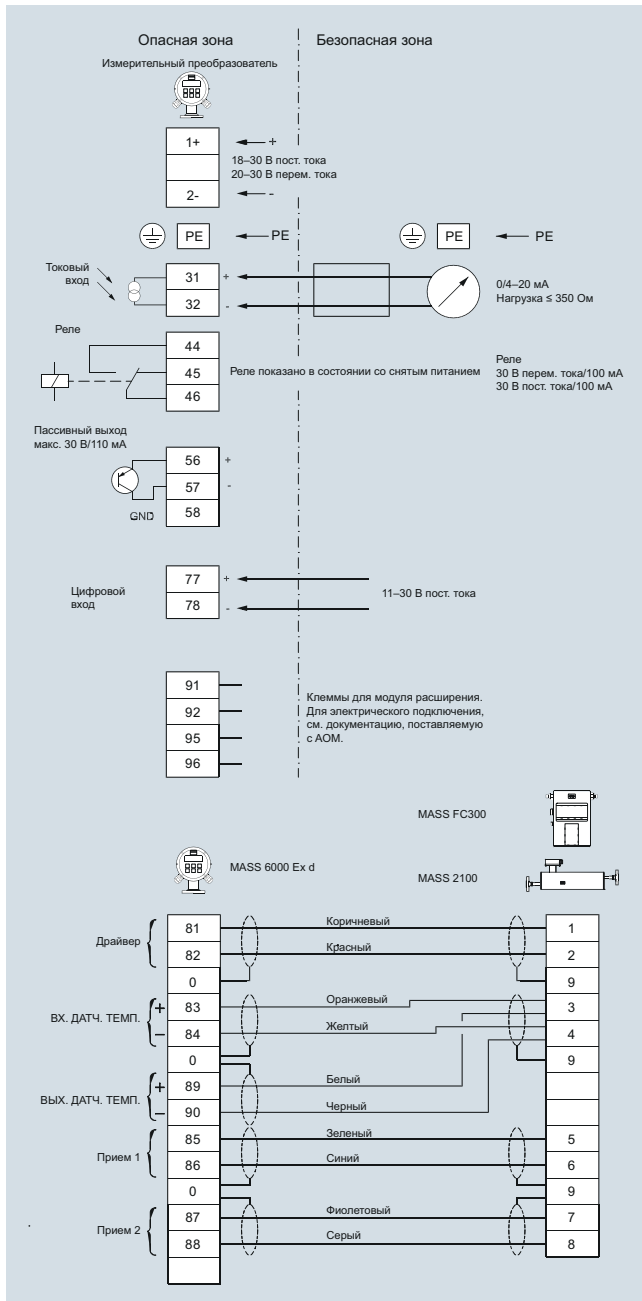 Опасная зона
Безопасная зона
Измерительный преобразователь
1+
+
18–30 В пост. тока
20–30 В перем. тока
2-
-
PE
PE
PE
PE
Токовый
вход
31
+
32
-
0/4–20 мА
Нагрузка ≤ 350 Ом
Реле
44
45
46
Реле показано в состоянии со снятым питанием
Реле
30 В перем. тока/100 мА
30 В пост. тока/100 мА
Пассивный выход
макс. 30 В/110 мА
56
+
57
-
GND
58
Цифровой
вход
77
+
78
-
11–30 В пост. тока
91
92
95
96
Клеммы для модуля расширения.
Для электрического подключения,
см. документацию, поставляемую
с АОМ.
MASS FC300
MASS 6000 Ex d
MASS 2100
Драйвер
81
Коричневый
1
82
Красный
2
0
9
ВХ. ДАТЧ. ТЕМП.
+
83
Оранжевый
3
–
84
Желтый
4
0
9
ВЫХ. ДАТЧ. ТЕМП.
+
89
Белый
–
90
Черный
Прием 1
85
Зеленый
5
86
Синий
6
0
9
Прием 2
87
Фиолетовый
7
88
Серый
8